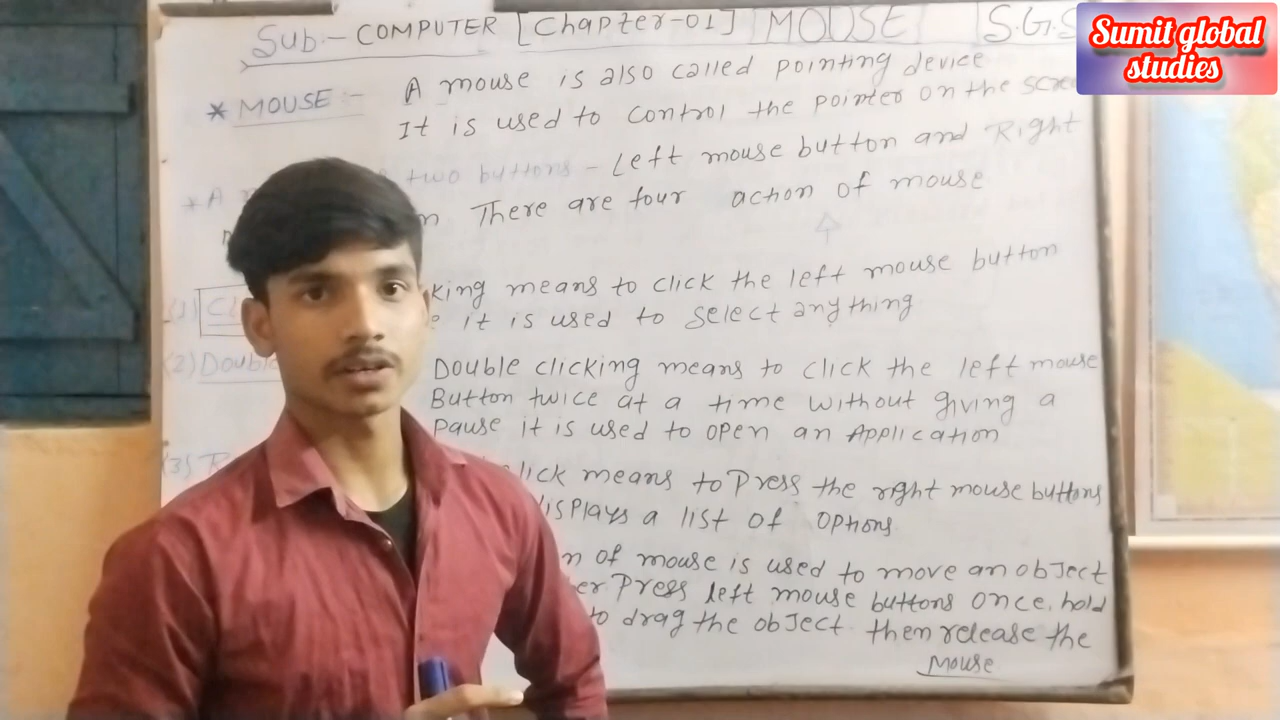 Sub:- COMPUTER [Chapter-01] MOUSE S.G.S
Sumit global
studies
* MOUSE :- A mouse is also called pointing device
It is used to control the pointer on the
* A two buttons - Left mouse button and Right
There are four action of mouse
(1) king means to click the left mouse button
it is used to select anything
(2) Double Double clicking means to click the left mouse
Button twice at a time without giving a
Pause it is used to open an Application
(3) R lick means to Press the right mouse buttons
displays a list of options
n of mouse is used to move an object
er Press left mouse buttons once, hold
to drag the object. then release the
mouse